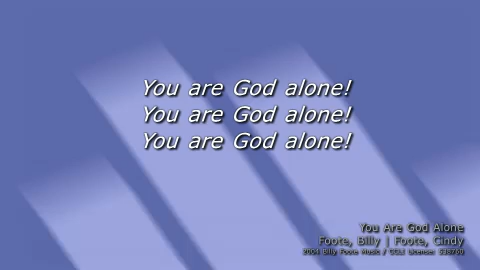 You are God alone!
You are God alone!
You are God alone!
You Are God Alone
Foote, Billy | Foote, Cindy
2004 Billy Foote Music / CCLI License: